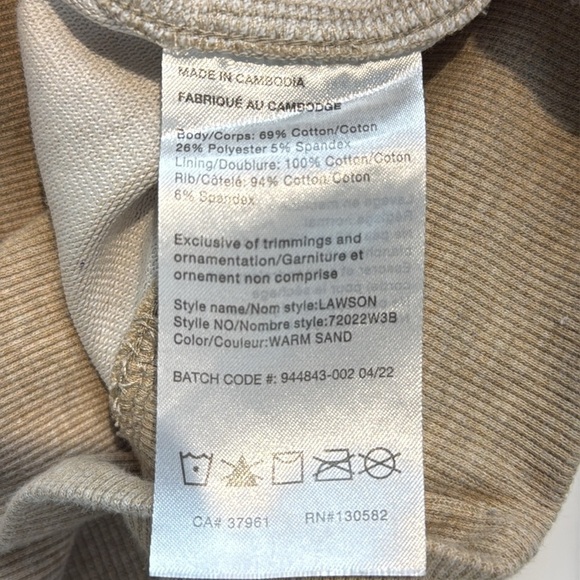 MADE IN CAMBODIA
FABRIQUÉ AU CAMBODGE
Body/Corps: 69% Cotton/Coton
26% Polyester 5% Spandex
Lining/Doublure: 100% Cotton/Coton
Rib/Côtelé: 94% Cotton/Coton
6% Spandex
Exclusive of trimmings and
ornamentation/Garniture et
ornement non comprise
Style name/Nom style:LAWSON
Stylle NO/Nombre style:72022W3B
Color/Couleur:WARM SAND
BATCH CODE #: 944843-002 04/22
CA# 37961 RN#130582